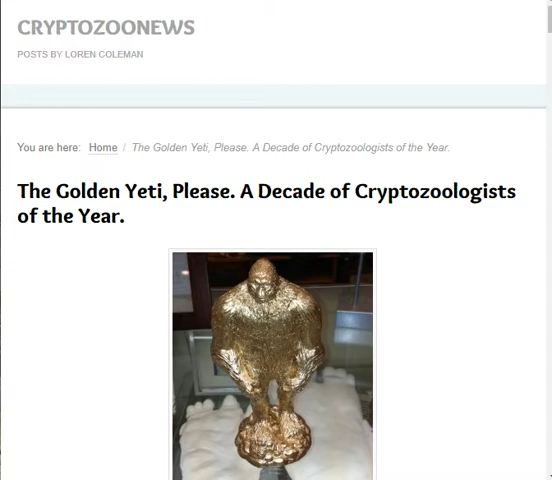 CRYPTOZOONEWS
POSTS BY LOREN COLEMAN
You are here: Home / The Golden Yeti, Please. A Decade of Cryptozoologists of the Year.
The Golden Yeti, Please. A Decade of Cryptozoologists
of the Year.